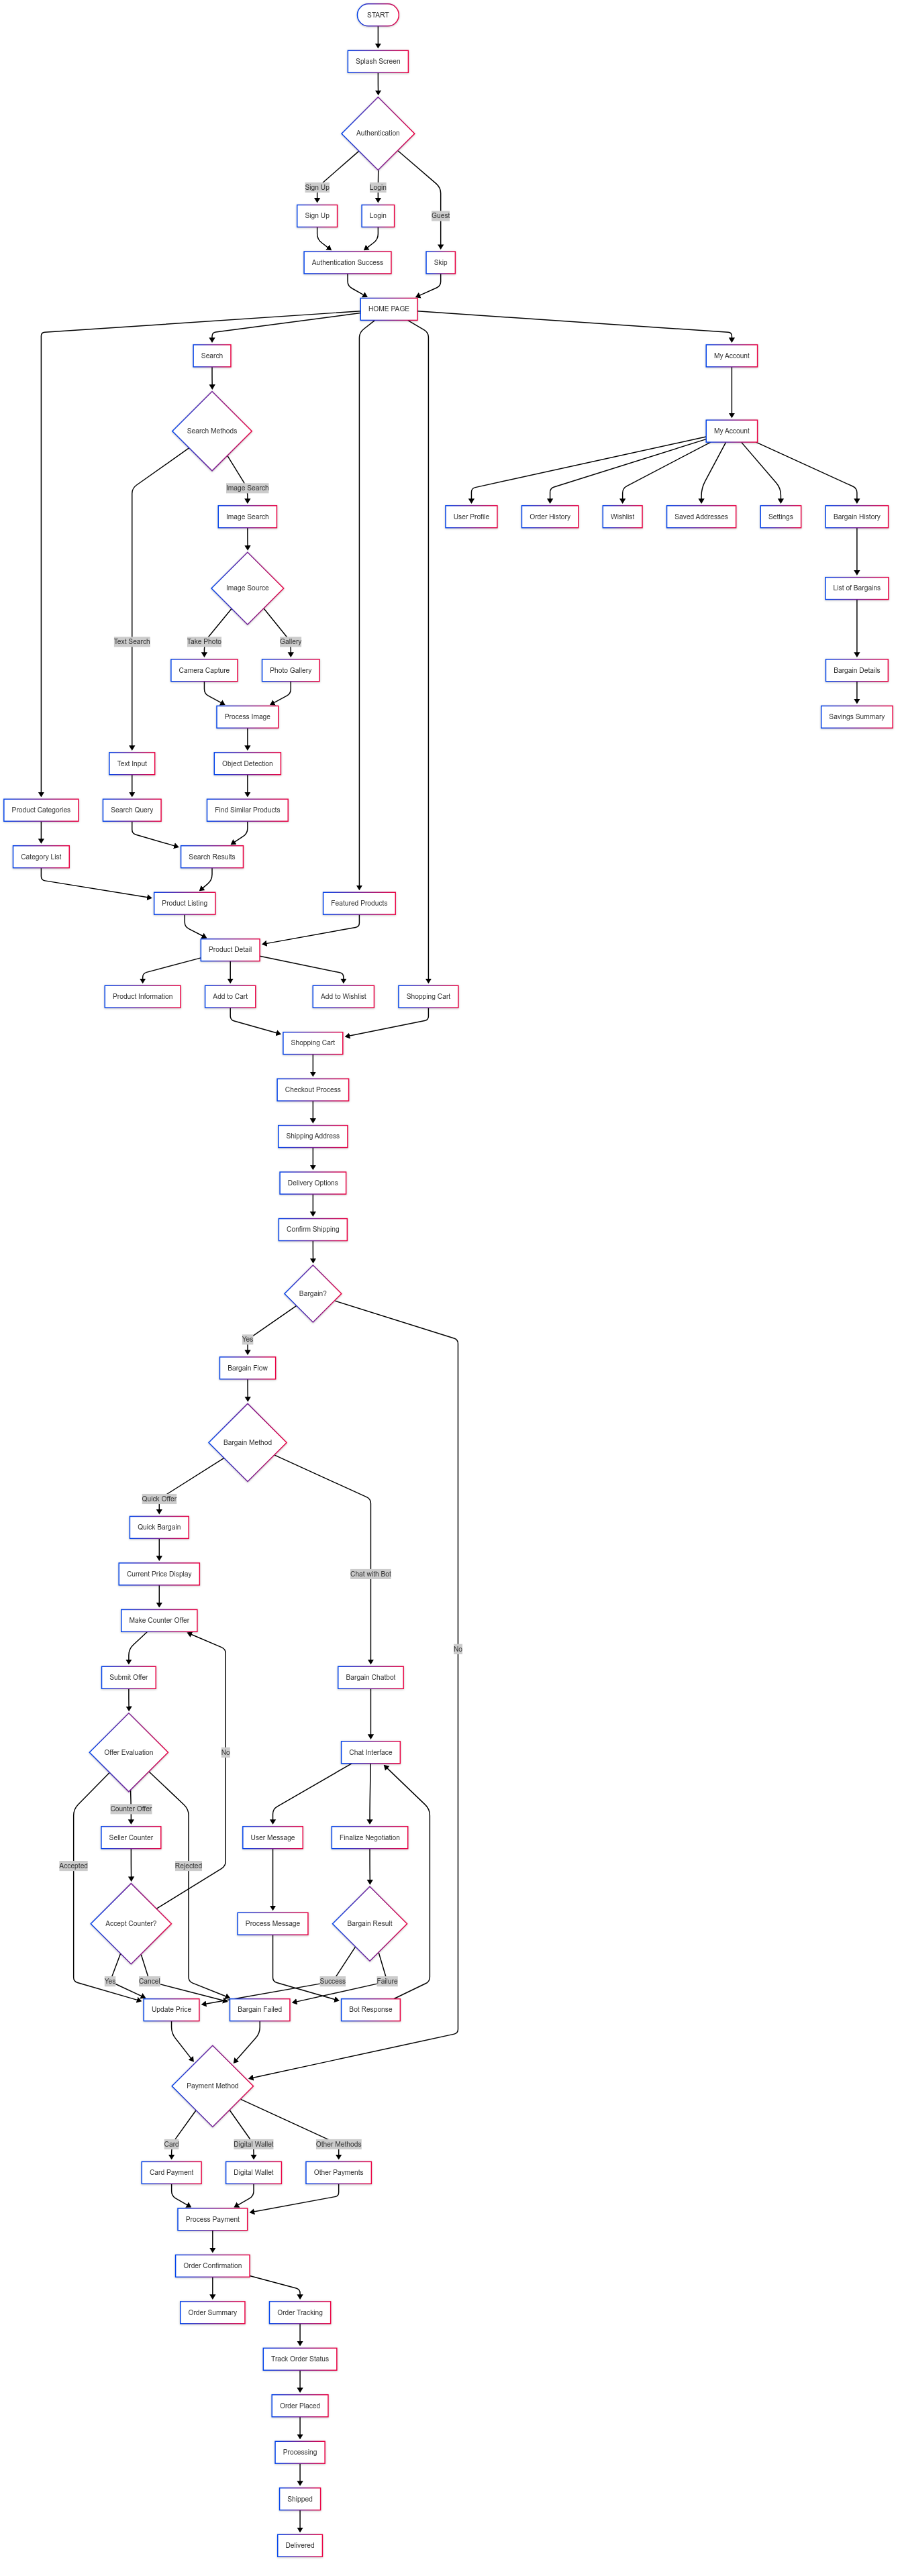 START
Splash Screen
Authentication
Sign Up
Login
Sign Up
Login
Guest
Authentication Success
Skip
HOME PAGE
Search
My Account
Search Methods
My Account
Image Search
Image Search
User Profile
Order History
Wishlist
Saved Addresses
Settings
Bargain History
Image Source
List of Bargains
Text Search
Take Photo
Gallery
Camera Capture
Photo Gallery
Bargain Details
Process Image
Savings Summary
Text Input
Object Detection
Product Categories
Search Query
Find Similar Products
Category List
Search Results
Product Listing
Featured Products
Product Detail
Product Information
Add to Cart
Add to Wishlist
Shopping Cart
Shopping Cart
Checkout Process
Shipping Address
Delivery Options
Confirm Shipping
Bargain?
Yes
Bargain Flow
Bargain Method
Quick Offer
Quick Bargain
Current Price Display
Chat with Bot
Make Counter Offer
No
Submit Offer
Bargain Chatbot
Offer Evaluation
No
Chat Interface
Counter Offer
Seller Counter
User Message
Finalize Negotiation
Accepted
Rejected
Accept Counter?
Process Message
Bargain Result
Yes
Cancel
Success
Failure
Update Price
Bargain Failed
Bot Response
Payment Method
Card
Digital Wallet
Other Methods
Card Payment
Digital Wallet
Other Payments
Process Payment
Order Confirmation
Order Summary
Order Tracking
Track Order Status
Order Placed
Processing
Shipped
Delivered